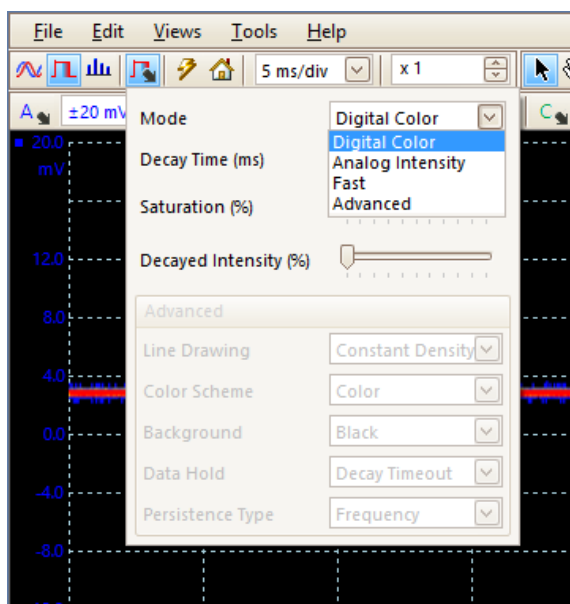 File Edit Views Tools Help
5 ms/div x 1
A ±20 mV C
Mode Digital Color
Digital Color
Analog Intensity
Fast
Advanced
Decay Time (ms)
Saturation (%)
Decayed Intensity (%)
Advanced
Line Drawing Constant Density
Color Scheme Color
Background Black
Data Hold Decay Timeout
Persistence Type Frequency
20.0
mV
12.0
8.0
4.0
0.0
-4.0
-8.0